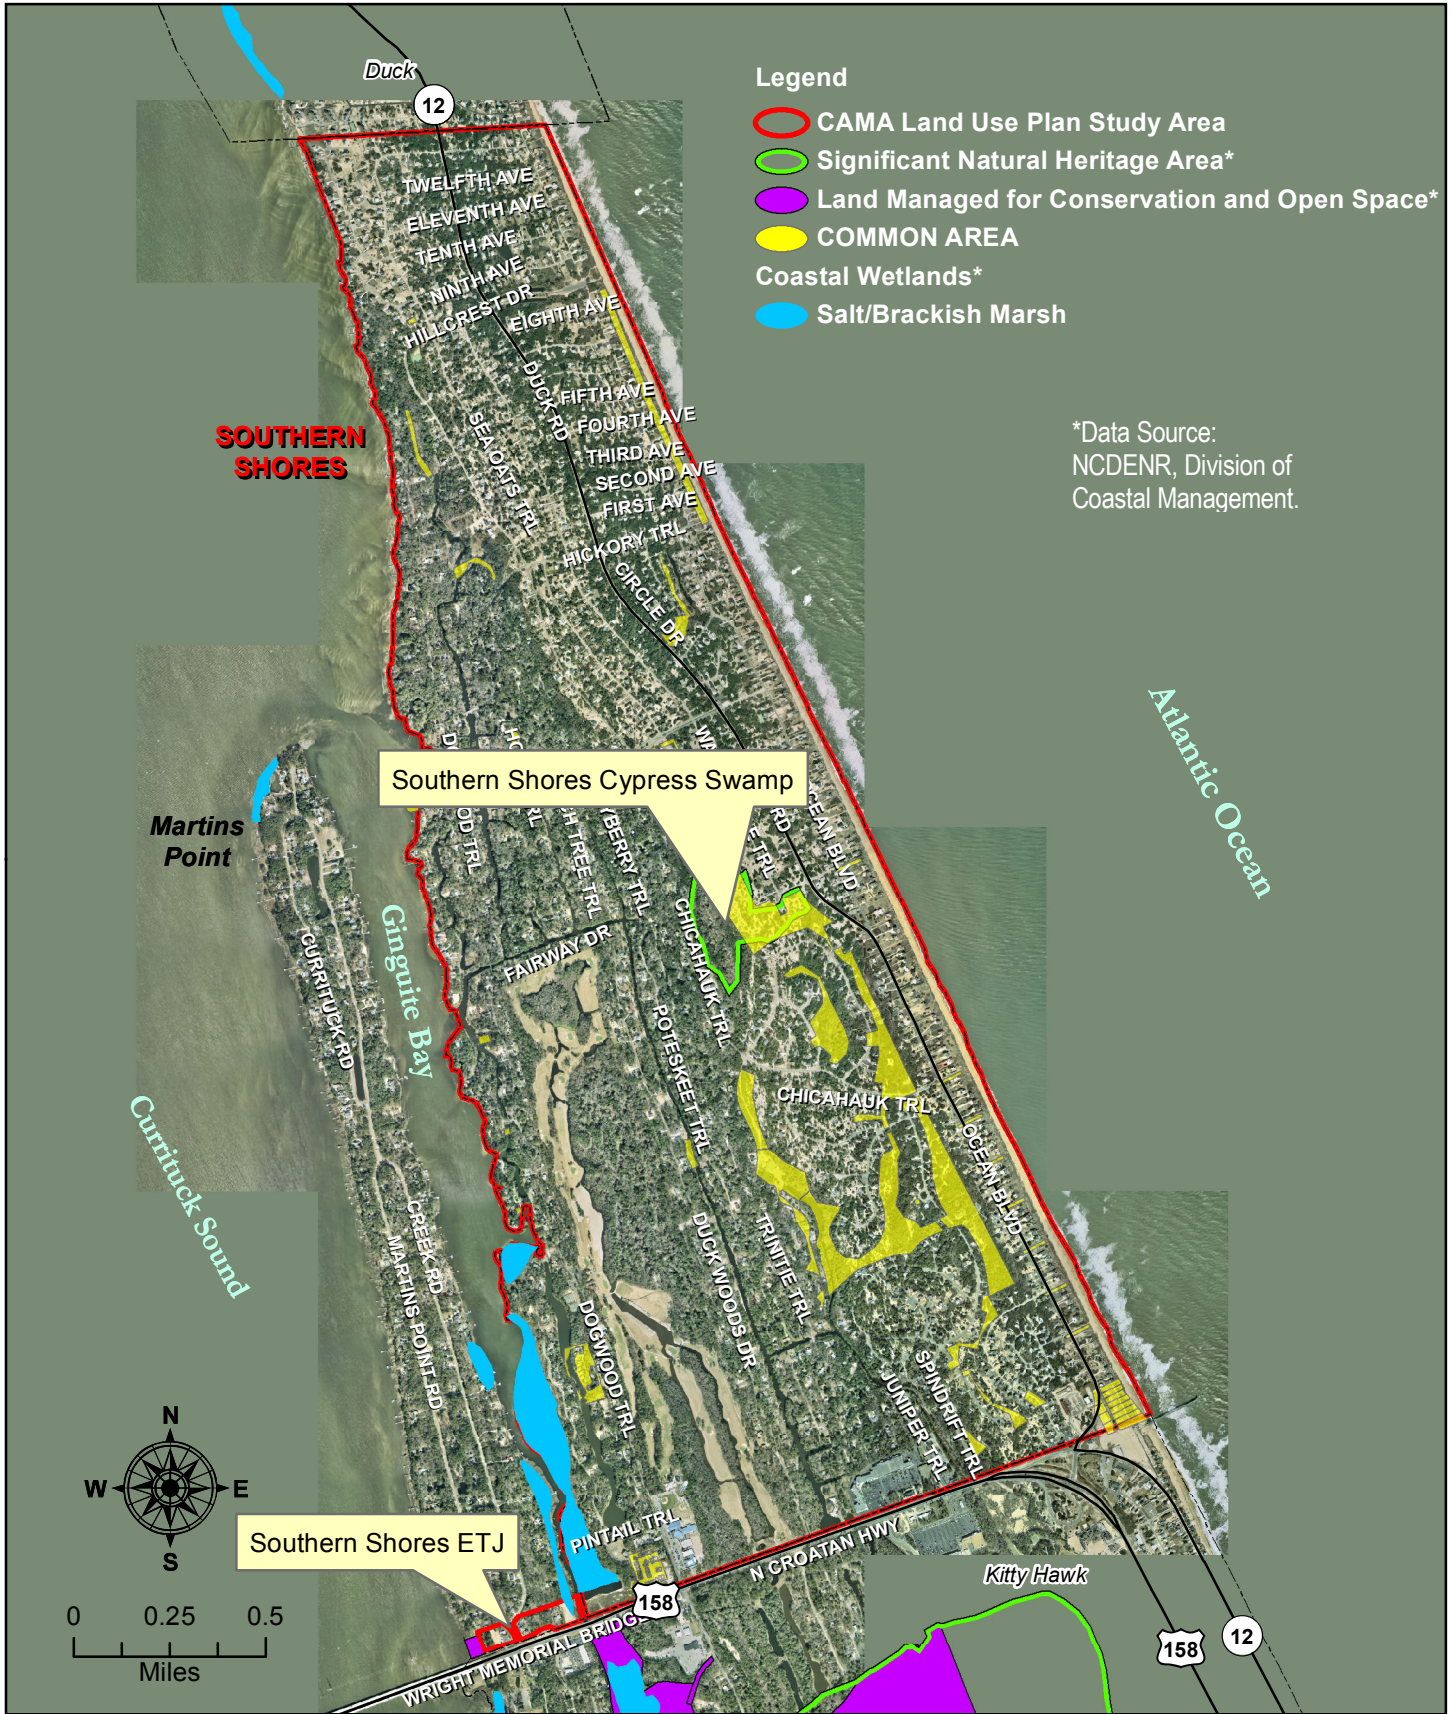 Duck
12
Legend
CAMA Land Use Plan Study Area
Significant Natural Heritage Area*
Land Managed for Conservation and Open Space*
COMMON AREA
Coastal Wetlands*
Salt/Brackish Marsh
*Data Source:
NCDENR, Division of
Coastal Management.
TWELFTH AVE
ELEVENTH AVE
TENTH AVE
NINTH AVE
HILLCREST DR
EIGHTH AVE
DUCK RD
FIFTH AVE
FOURTH AVE
THIRD AVE
SECOND AVE
FIRST AVE
SEA OATS TRL
HICKORY TRL
CIRCLE DR
SOUTHERN
SHORES
Atlantic Ocean
Southern Shores Cypress Swamp
Martins
Point
TREE TRL
OCEAN BLVD
CHICAHAUK TRL
FAIRWAY DR
Ginguite Bay
CURRITUCK RD
POTESKEET TRL
CHICAHAUK TRL
OCEAN BLVD
Currituck Sound
CREEK RD
MARTINS POINT RD
DUCK WOODS DR
TRINITIE TRL
DOGWOOD TRL
JUNIPER TRL
SPINDRIFT TRL
N
W
E
S
Southern Shores ETJ
PINTAIL TRL
N CROATAN HWY
158
WRIGHT MEMORIAL BRIDGE
Kitty Hawk
158
12
0 0.25 0.5
Miles